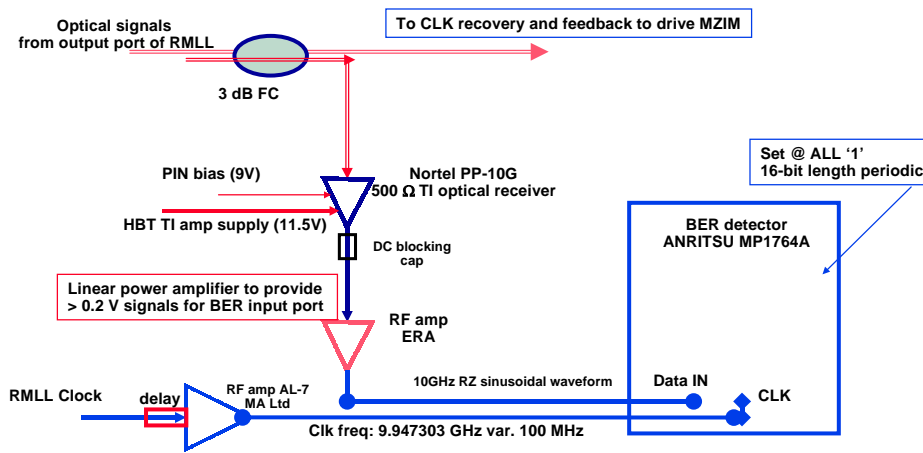 Optical signals
from output port of RMLL
To CLK recovery and feedback to drive MZIM
3 dB FC
Set @ ALL ‘1’
16-bit length periodic
PIN bias (9V)
Nortel PP-10G
500 Ω TI optical receiver
HBT TI amp supply (11.5V)
BER detector
ANRITSU MP1764A
DC blocking
cap
Linear power amplifier to provide
> 0.2 V signals for BER input port
RF amp
ERA
10GHz RZ sinusoidal waveform
Data IN
RMLL Clock
delay
RF amp AL-7
MA Ltd
CLK
Clk freq: 9.947303 GHz var. 100 MHz